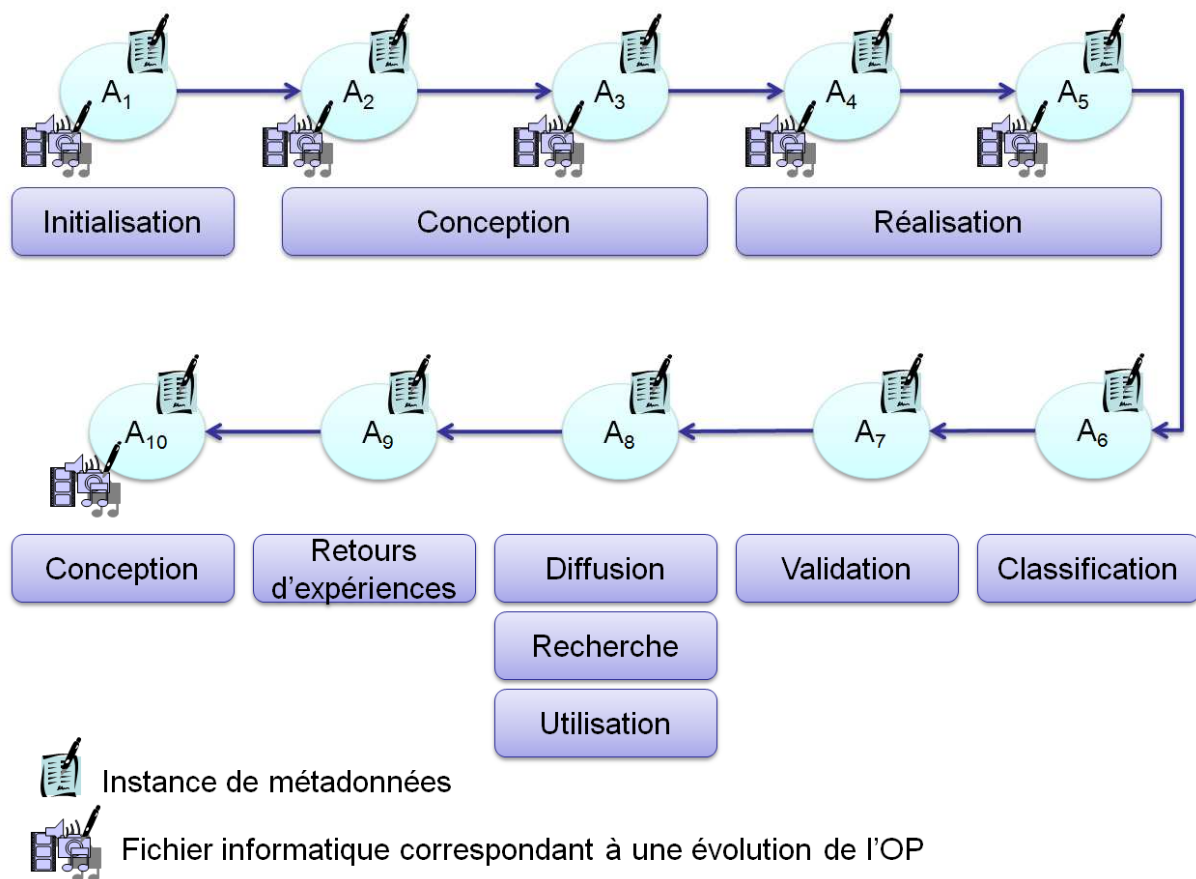 A1
A2
A3
A4
A5
Initialisation
Conception
Réalisation
A10
A9
A8
A7
A6
Conception
Retours
d'expériences
Diffusion
Validation
Classification
Recherche
Utilisation
Instance de métadonnées
Fichier informatique correspondant à une évolution de l'OP